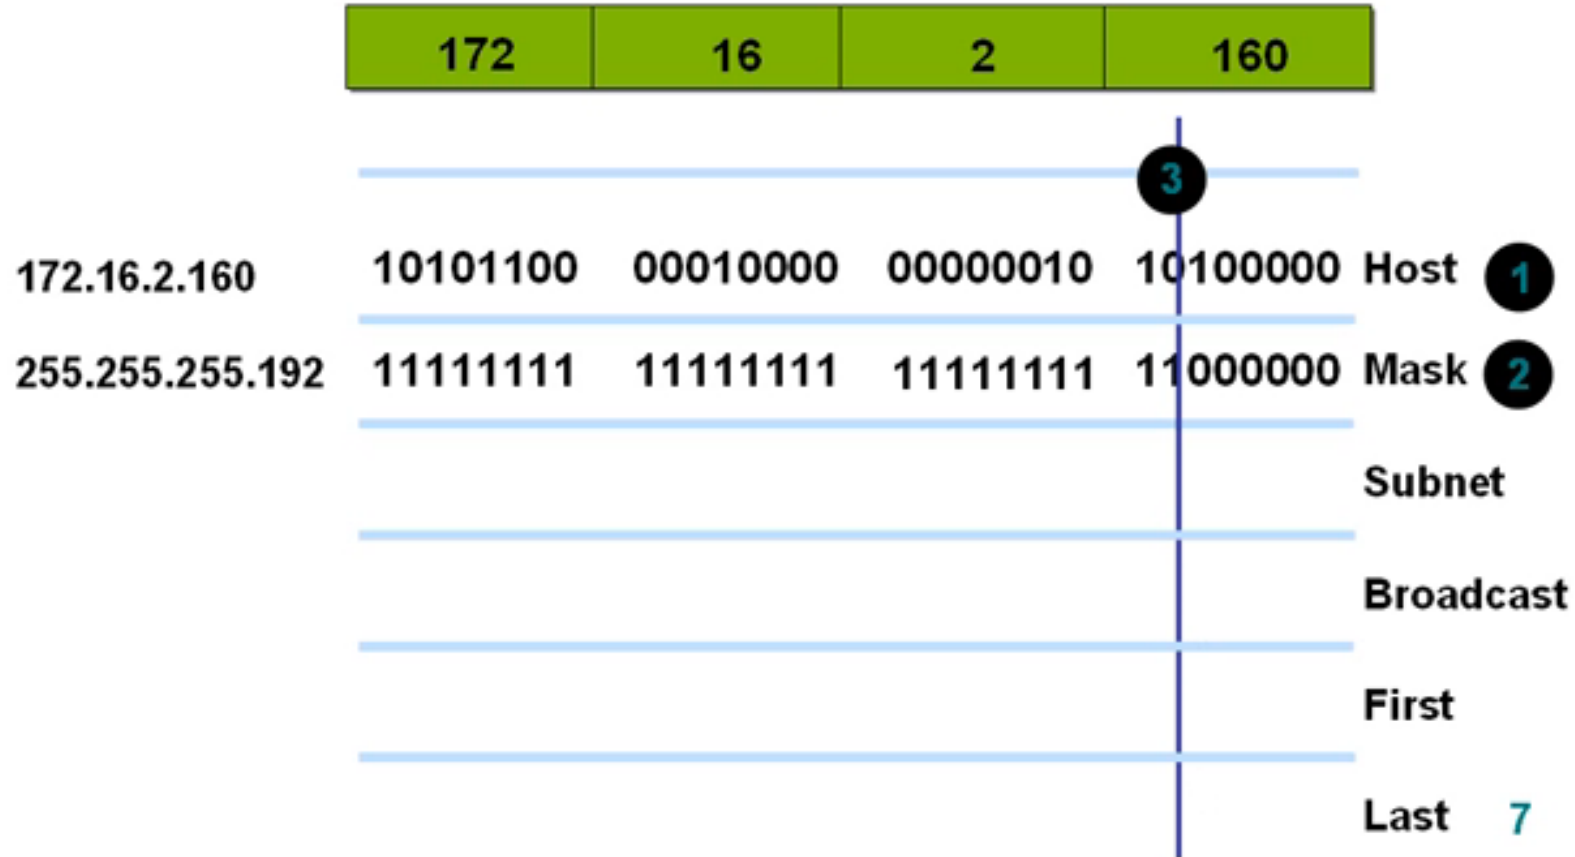 172 16 2 160
3
172.16.2.160 10101100 00010000 00000010 10100000 Host 1
255.255.255.192 11111111 11111111 11111111 11000000 Mask 2
Subnet
Broadcast
First
Last 7